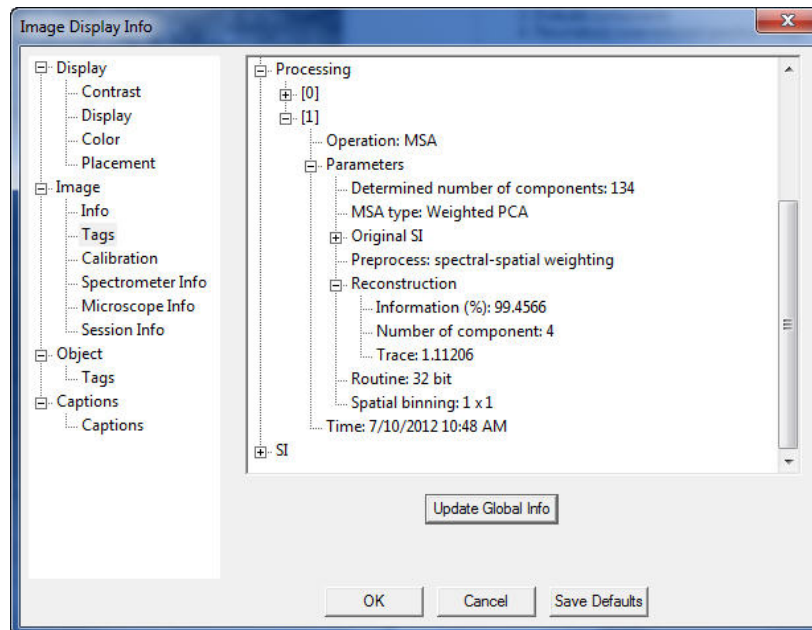 Image Display Info
Display
Contrast
Display
Color
Placement
Image
Info
Tags
Calibration
Spectrometer Info
Microscope Info
Session Info
Object
Tags
Captions
Captions
Processing
[0]
[1]
Operation: MSA
Parameters
Determined number of components: 134
MSA type: Weighted PCA
Original SI
Preprocess: spectral-spatial weighting
Reconstruction
Information (%): 99.4566
Number of component: 4
Trace: 1.11206
Routine: 32 bit
Spatial binning: 1 x 1
Time: 7/10/2012 10:48 AM
SI
Update Global Info
OK
Cancel
Save Defaults